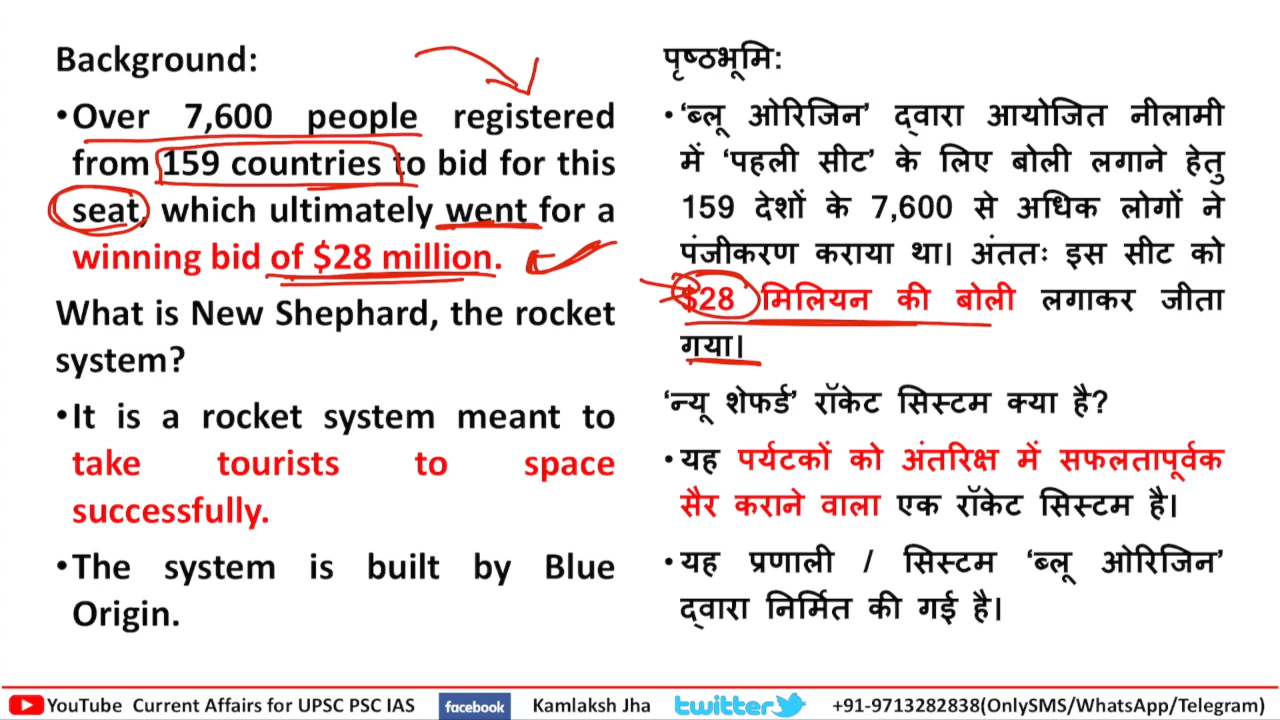 Background:
•Over 7,600 people registered
from 159 countries to bid for this
seat, which ultimately went for a
winning bid of $28 million.
What is New Shephard, the rocket
system?
•It is a rocket system meant to
take tourists to space
successfully.
•The system is built by Blue
Origin.
पृष्ठभूमि:
•‘ब्लू ओरिजिन’ द्वारा आयोजित नीलामी
में ‘पहली सीट’ के लिए बोली लगाने हेतु
159 देशों के 7,600 से अधिक लोगों ने
पंजीकरण कराया था। अंततः इस सीट को
$28 मिलियन की बोली लगाकर जीता
गया।
‘न्यू शेफर्ड’ रॉकेट सिस्टम क्या है?
•यह पर्यटकों को अंतरिक्ष में सफलतापूर्वक
सैर कराने वाला एक रॉकेट सिस्टम है।
•यह प्रणाली / सिस्टम ‘ब्लू ओरिजिन’
द्वारा निर्मित की गई है।
YouTube Current Affairs for UPSC PSC IAS facebook Kamlaksh Jha twitter +91-9713282838(OnlySMS/WhatsApp/Telegram)